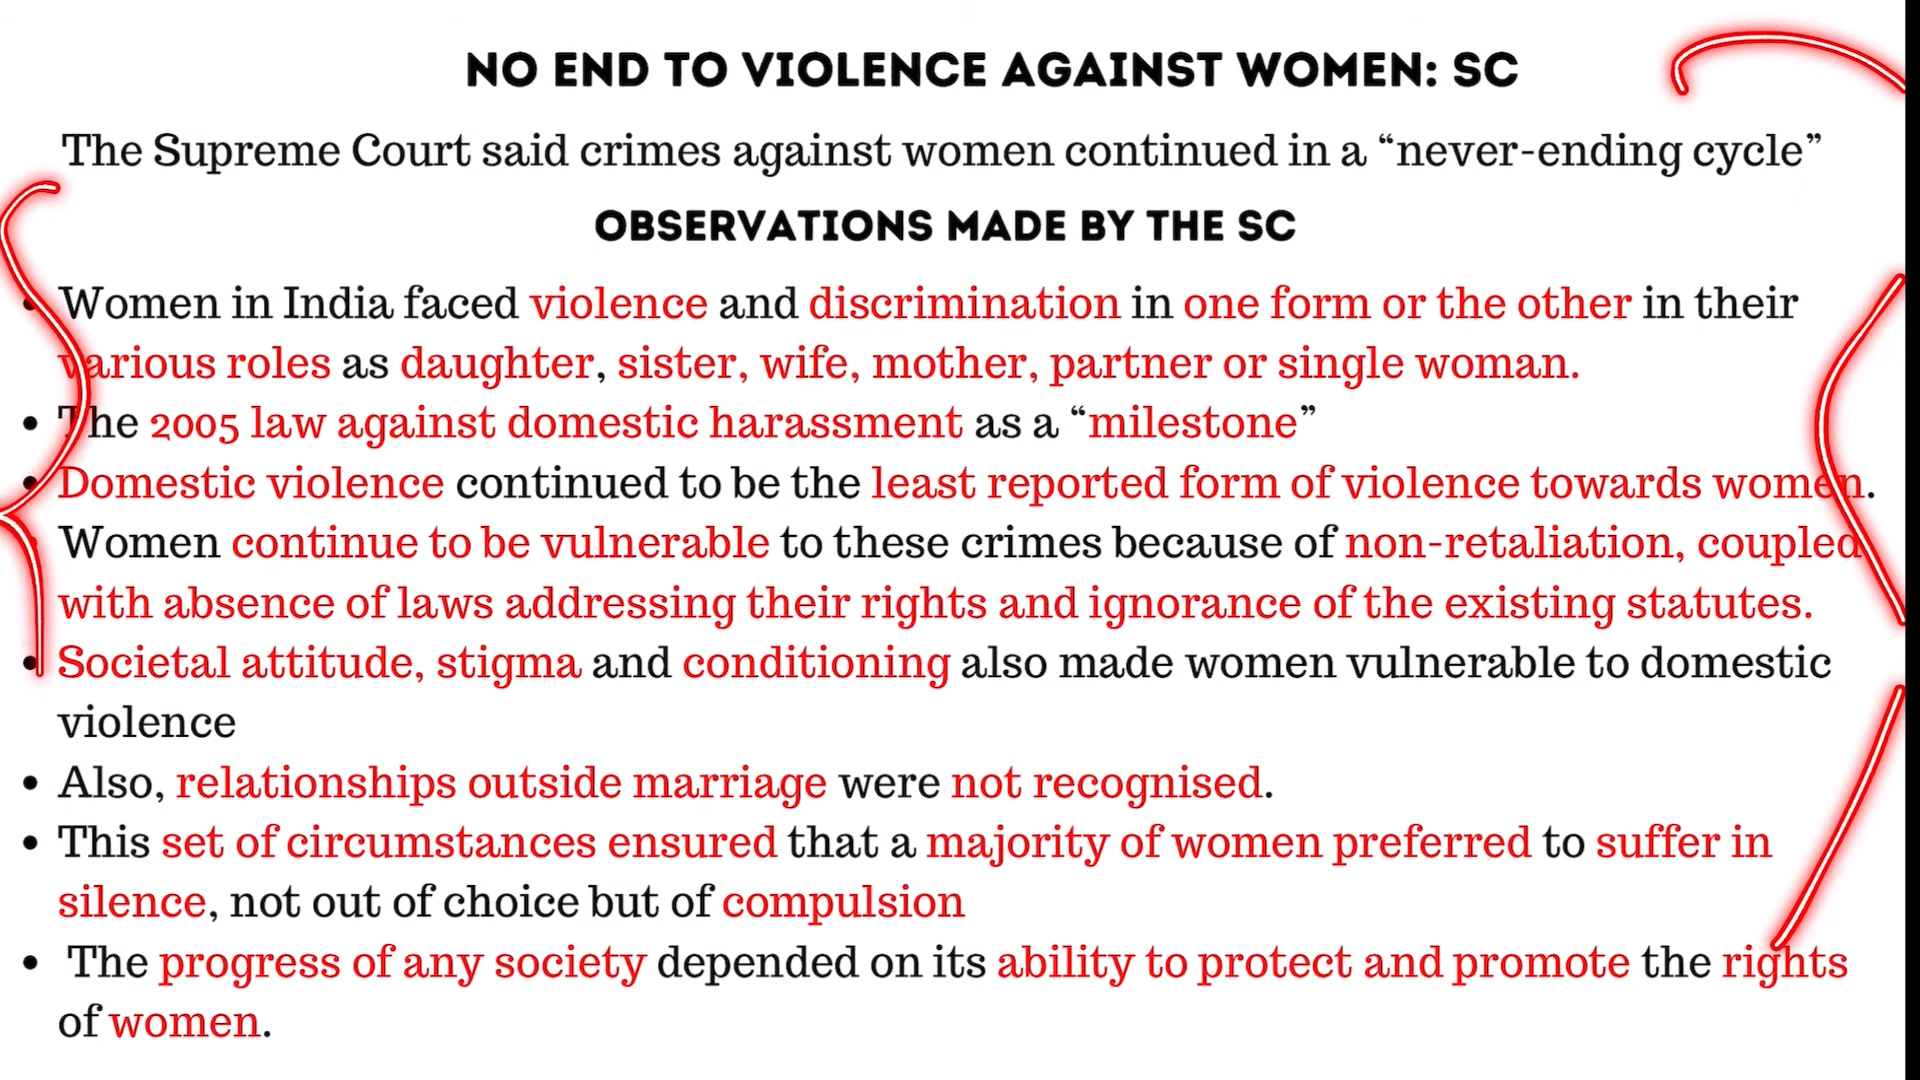 NO END TO VIOLENCE AGAINST WOMEN: SC
The Supreme Court said crimes against women continued in a “never-ending cycle”
OBSERVATIONS MADE BY THE SC
• Women in India faced violence and discrimination in one form or the other in their
various roles as daughter, sister, wife, mother, partner or single woman.
• The 2005 law against domestic harassment as a “milestone”
• Domestic violence continued to be the least reported form of violence towards women.
• Women continue to be vulnerable to these crimes because of non-retaliation, coupled
with absence of laws addressing their rights and ignorance of the existing statutes.
• Societal attitude, stigma and conditioning also made women vulnerable to domestic
violence
• Also, relationships outside marriage were not recognised.
• This set of circumstances ensured that a majority of women preferred to suffer in
silence, not out of choice but of compulsion
• The progress of any society depended on its ability to protect and promote the rights
of women.